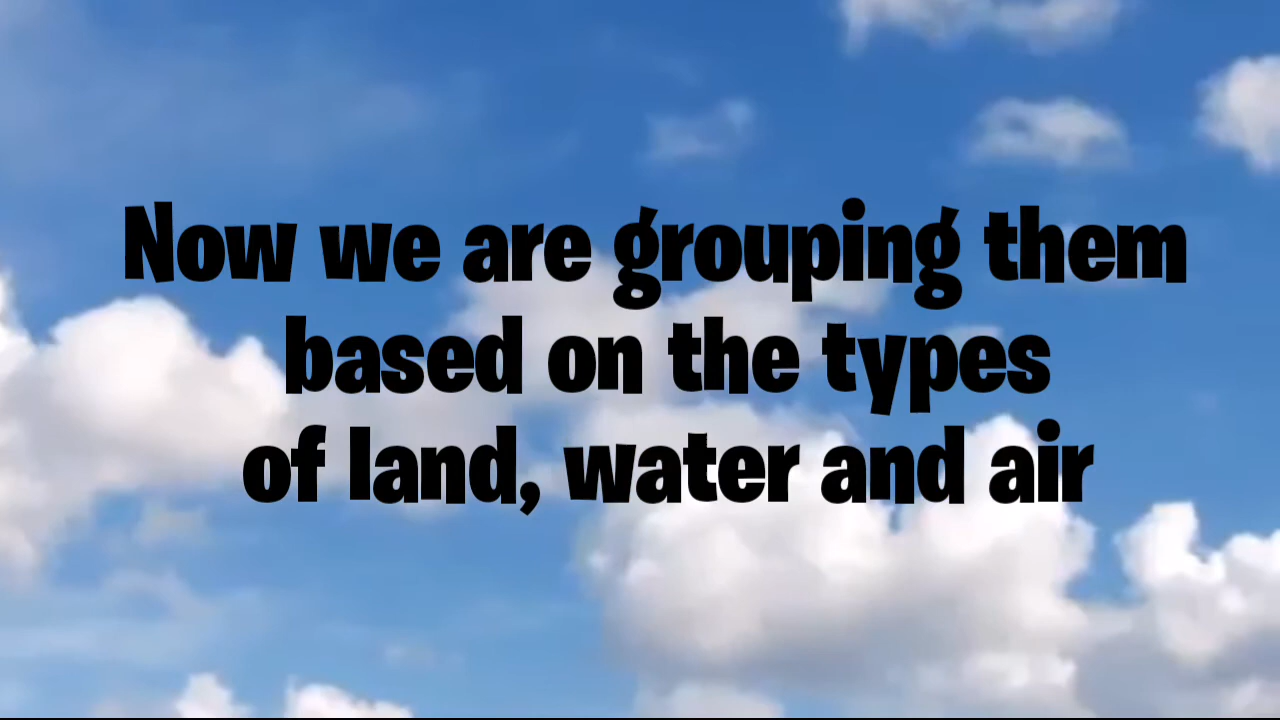 Now we are grouping them
based on the types
of land, water and air